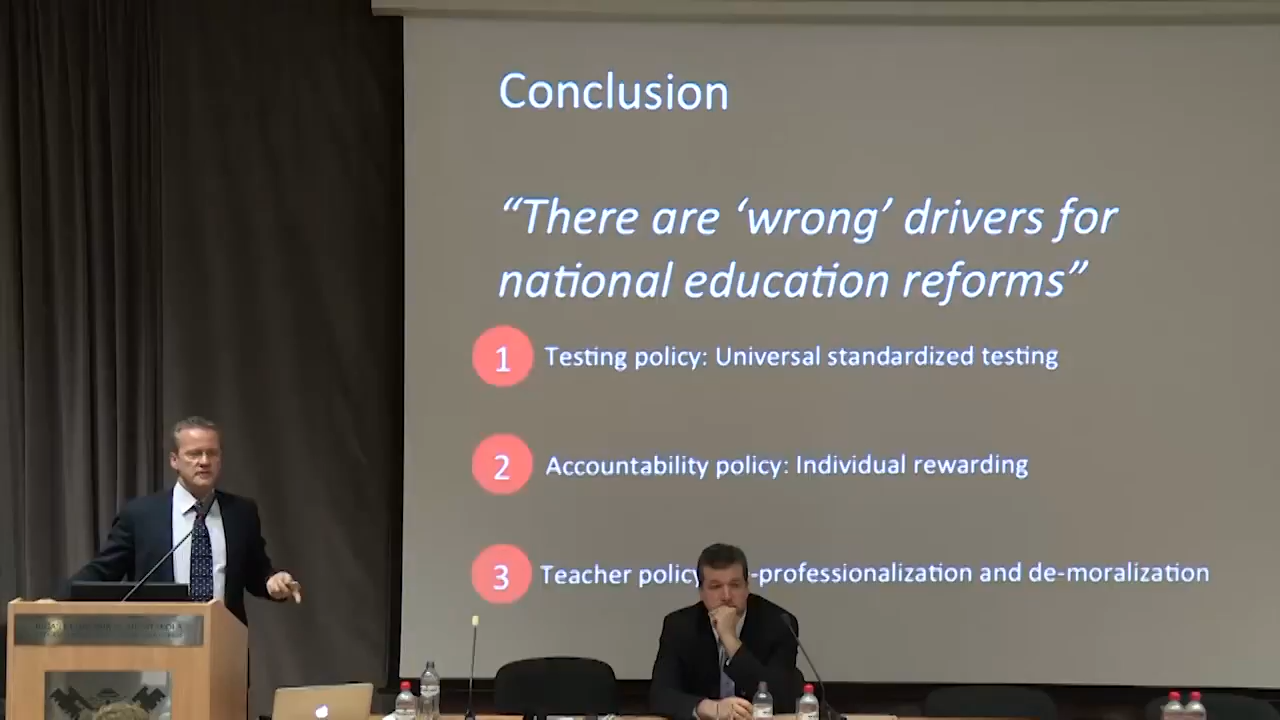 Conclusion
“There are ‘wrong’ drivers for
national education reforms”
1 Testing policy: Universal standardized testing
2 Accountability policy: Individual rewarding
3 Teacher policy -professionalization and de-moralization